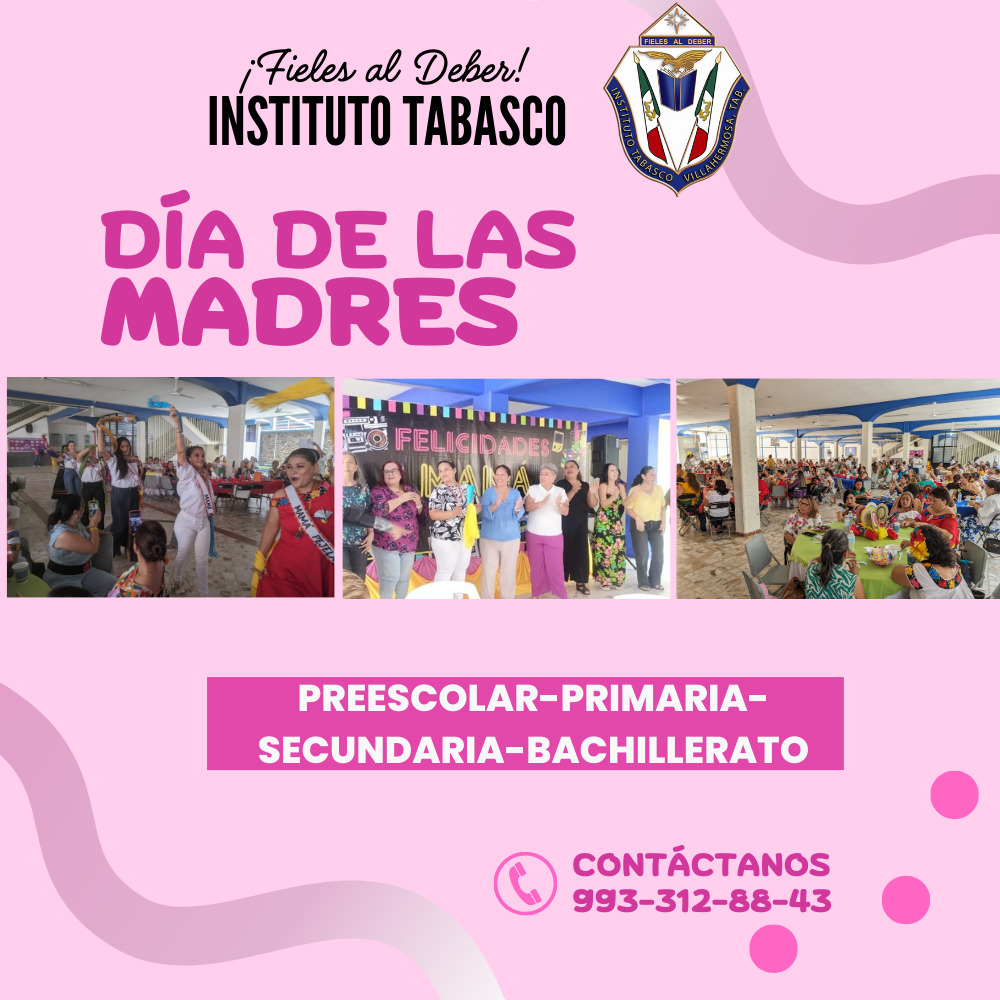 ¡Fieles al Deber!
INSTITUTO TABASCO
FIELES AL DEBER
INSTITUTO TABASCO VILLAHERMOSA, TAB.
DÍA DE LAS
MADRES
FELICIDADES
MAMÁ
PREESCOLAR-PRIMARIA-
SECUNDARIA-BACHILLERATO
CONTÁCTANOS
993-312-88-43